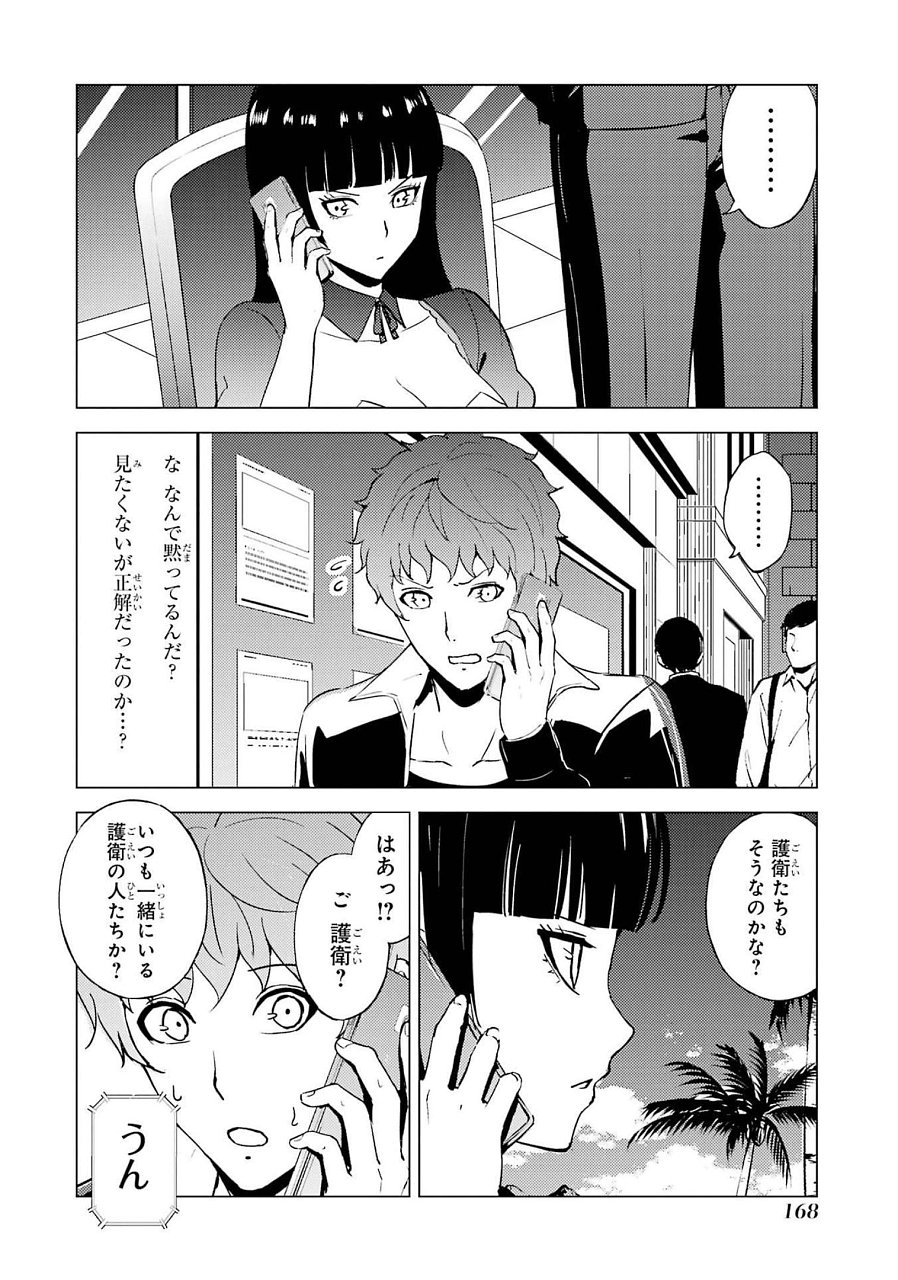 ………
………
な なんで黙ってるんだ？
見たくないが正解だったのか…？
護衛たちも
そうなのかな？
はあっ!?
ご 護衛？
いつも一緒にいる
護衛の人たちか？
うん
168